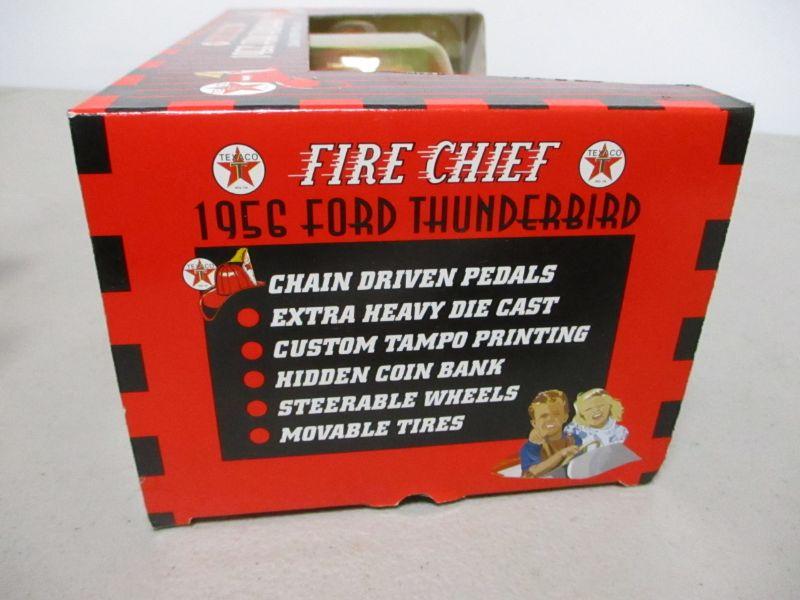 TEXACO
T
FIRE CHIEF
TEXACO
T
1956 FORD THUNDERBIRD
TEXACO
T
CHAIN DRIVEN PEDALS
EXTRA HEAVY DIE CAST
CUSTOM TAMPO PRINTING
HIDDEN COIN BANK
STEERABLE WHEELS
MOVABLE TIRES